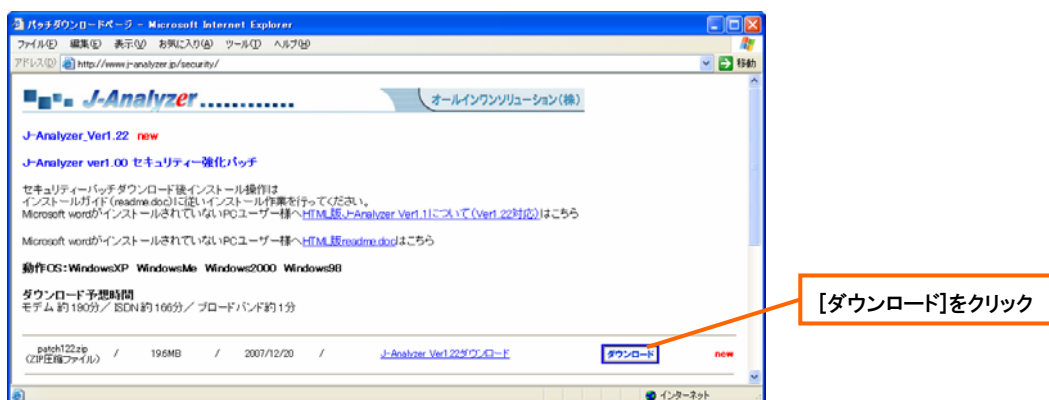 パッチダウンロードページ - Microsoft Internet Explorer
ファイル(F) 編集(E) 表示(V) お気に入り(A) ツール(T) ヘルプ(H)
アドレス(D) http://www.j-analyzer.jp/security/ 移動
J-Analyzer............ オールインワンソリューション(株)
J-Analyzer_Ver1.22 new
J-Analyzer ver1.00 セキュリティー強化パッチ
セキュリティーパッチダウンロード後インストール操作は
インストールガイド(readme.doc)に従いインストール作業を行ってください。
Microsoft wordがインストールされていないPCユーザー様へHTML版J-Analyzer Ver1.1について(Ver1.22対応)はこちら
Microsoft wordがインストールされていないPCユーザー様へHTML版readme.docはこちら
動作OS:WindowsXP WindowsMe Windows2000 Windows98
ダウンロード予想時間
モデム 約190分/ ISDN約166分/ ブロードバンド約1分
patch122.zip
(ZIP圧縮ファイル) / 19.6MB / 2007/12/20 / J-Analyzer Ver1.22ダウンロード ダウンロード new
インターネット
[ダウンロード]をクリック